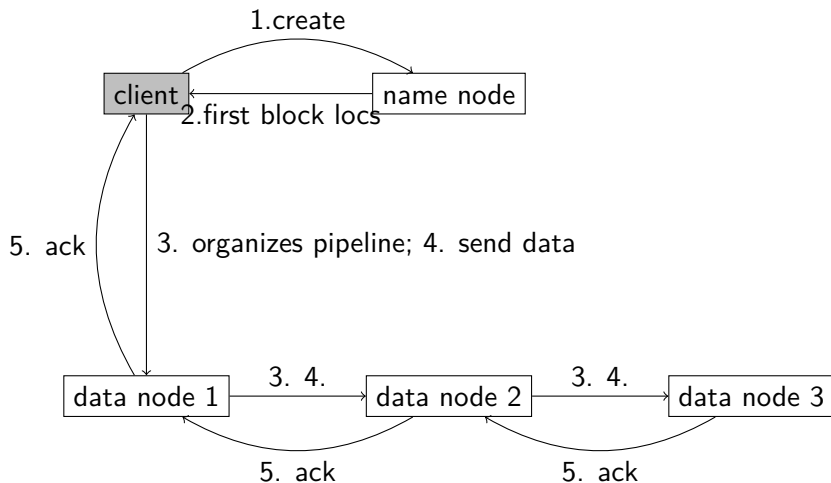 1.create
client
name node
2.first block locs
5. ack
3. organizes pipeline; 4. send data
data node 1
3. 4.
data node 2
3. 4.
data node 3
5. ack
5. ack